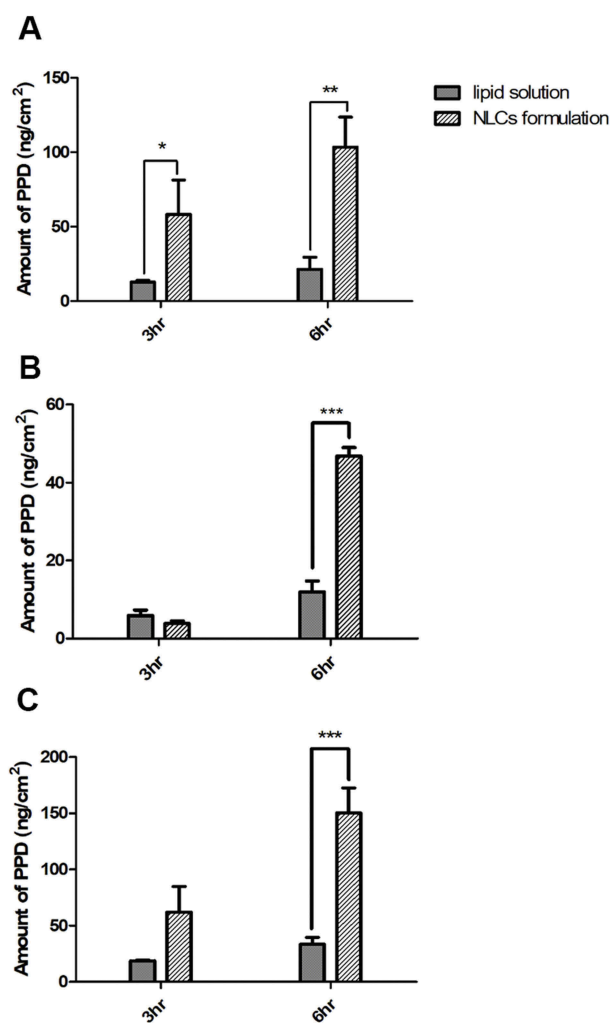 A
Amount of PPD (ng/cm²)
150
100
50
0
*
**
3hr
6hr
lipid solution
NLCs formulation
B
Amount of PPD (ng/cm²)
60
40
20
0
***
3hr
6hr
C
Amount of PPD (ng/cm²)
200
150
100
50
0
***
3hr
6hr